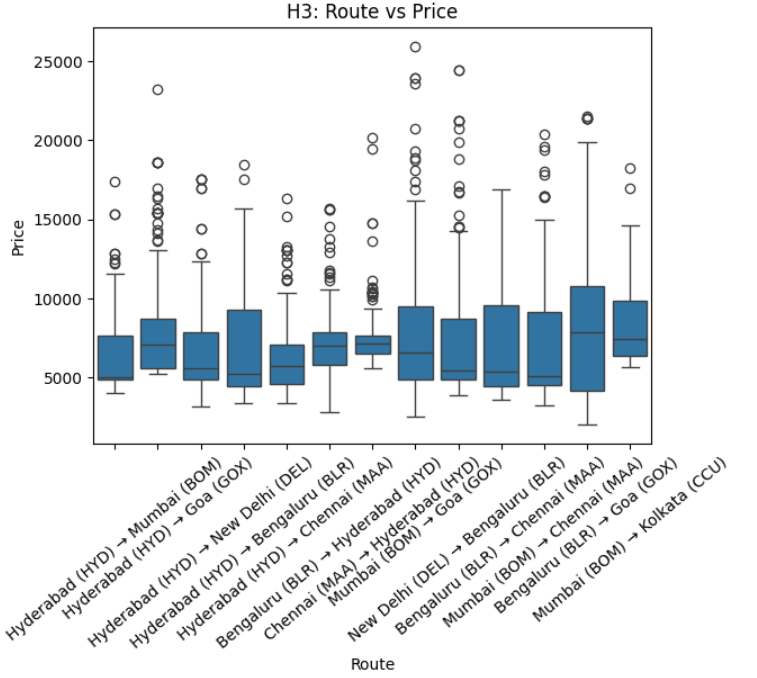 H3: Route vs Price
Price
25000
20000
15000
10000
5000
Hyderabad (HYD) → Mumbai (BOM)
Hyderabad (HYD) → Goa (GOX)
Hyderabad (HYD) → New Delhi (DEL)
Hyderabad (HYD) → Bengaluru (BLR)
Hyderabad (HYD) → Chennai (MAA)
Bengaluru (BLR) → Hyderabad (HYD)
Chennai (MAA) → Hyderabad (HYD)
Mumbai (BOM) → Goa (GOX)
New Delhi (DEL) → Bengaluru (BLR)
Bengaluru (BLR) → Chennai (MAA)
Mumbai (BOM) → Chennai (MAA)
Bengaluru (BLR) → Goa (GOX)
Mumbai (BOM) → Kolkata (CCU)
Route